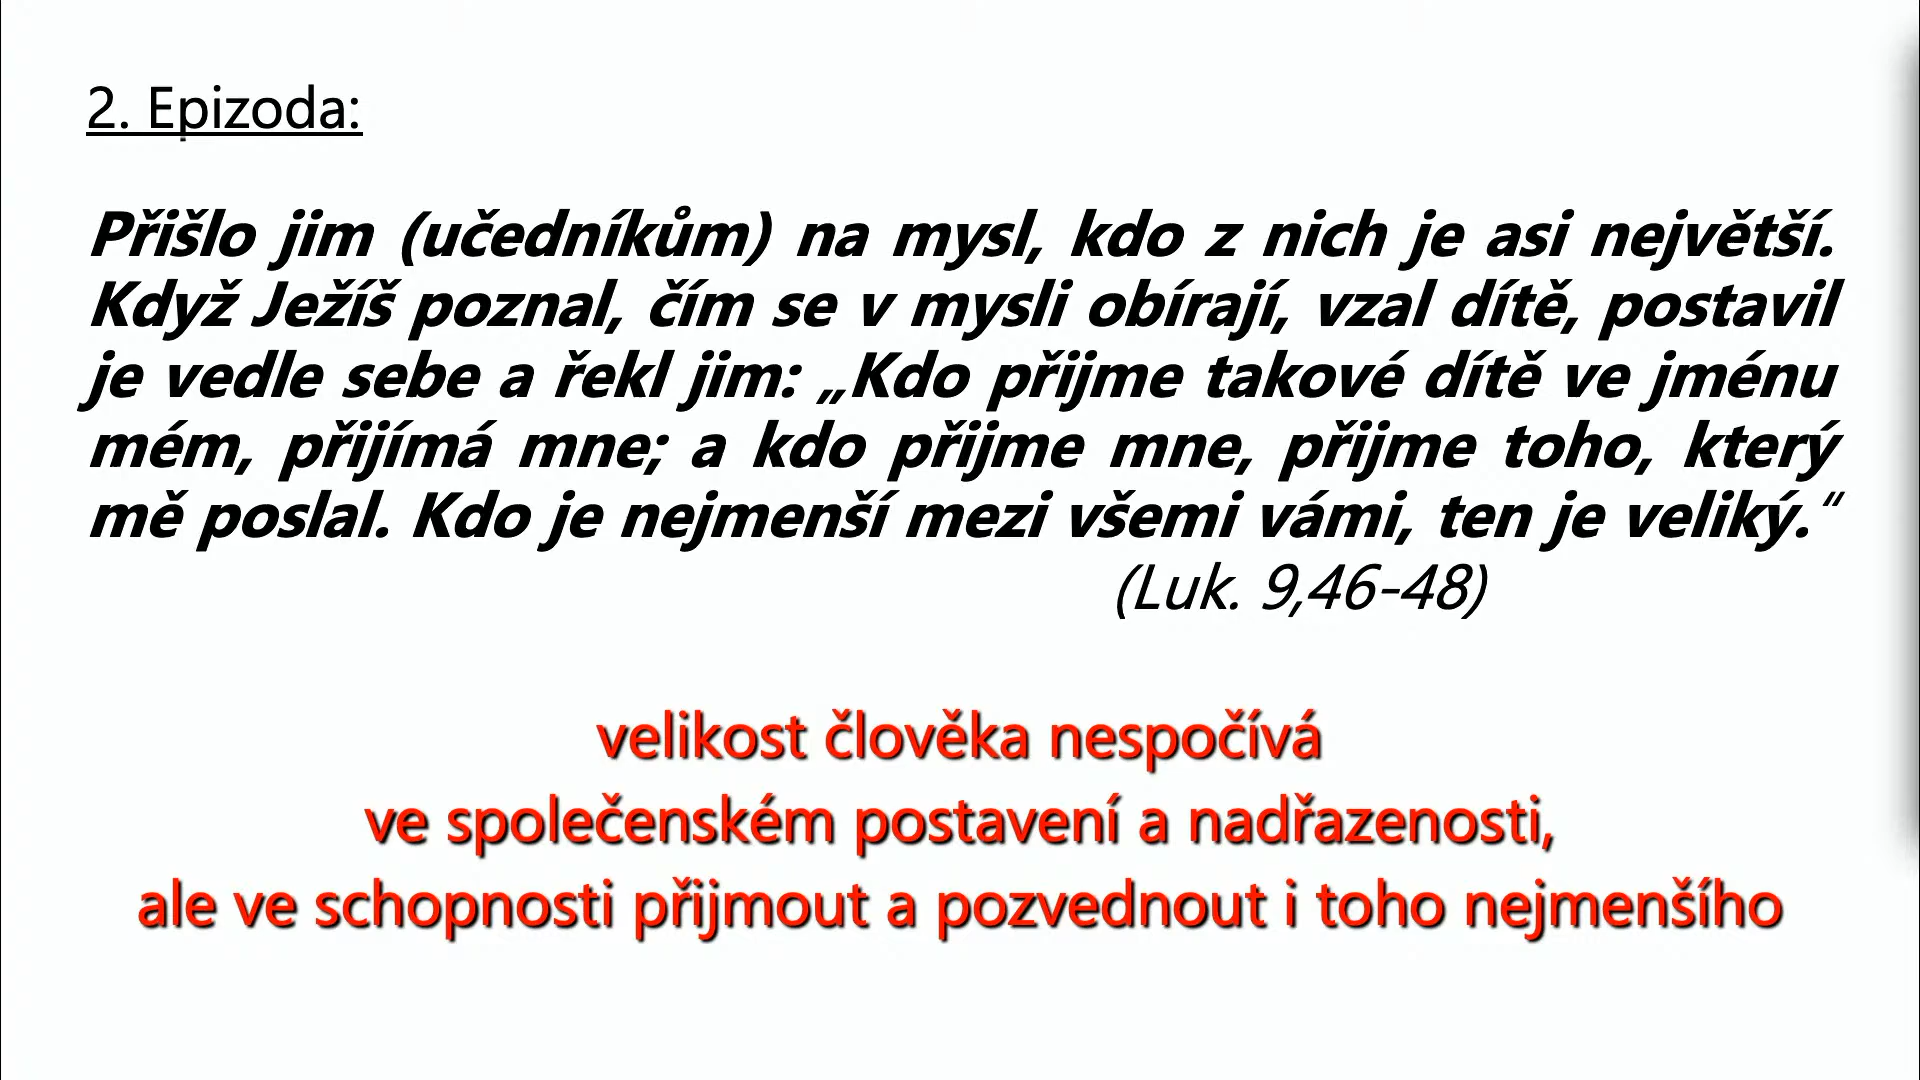 2. Epizoda:
Přišlo jim (učedníkům) na mysl, kdo z nich je asi největší.
Když Ježíš poznal, čím se v mysli obírají, vzal dítě, postavil
je vedle sebe a řekl jim: „Kdo přijme takové dítě ve jménu
mém, přijímá mne; a kdo přijme mne, přijme toho, který
mě poslal. Kdo je nejmenší mezi všemi vámi, ten je veliký.“
(Luk. 9,46-48)
velikost člověka nespočívá
ve společenském postavení a nadřazenosti,
ale ve schopnosti přijmout a pozvednout i toho nejmenšího